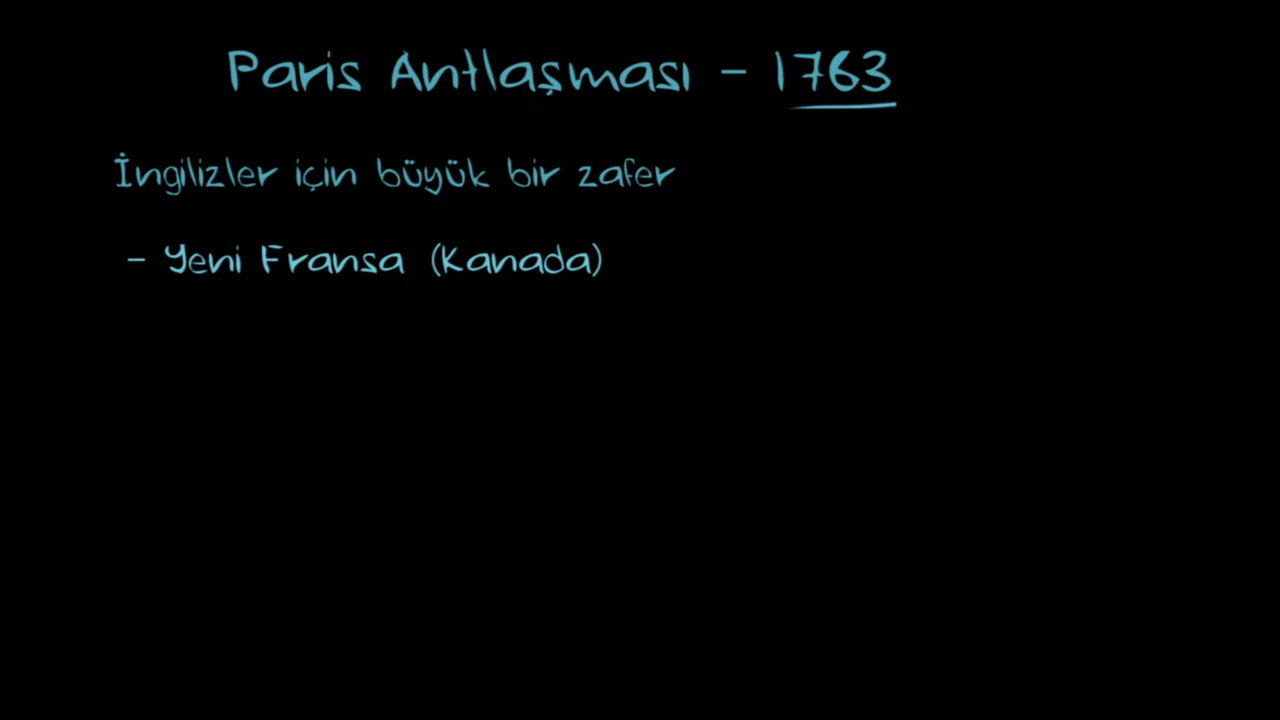 Paris Antlaşması - 1763
İngilizler için büyük bir zafer
- Yeni Fransa (Kanada)